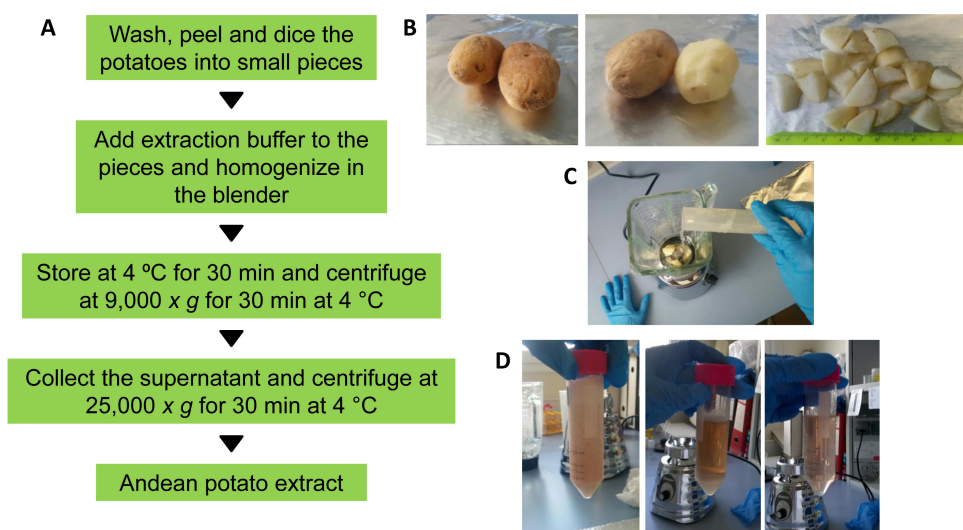 A
Wash, peel and dice the
potatoes into small pieces
Add extraction buffer to the
pieces and homogenize in
the blender
Store at 4 ºC for 30 min and centrifuge
at 9,000 x g for 30 min at 4 °C
Collect the supernatant and centrifuge at
25,000 x g for 30 min at 4 °C
Andean potato extract
B
C
D